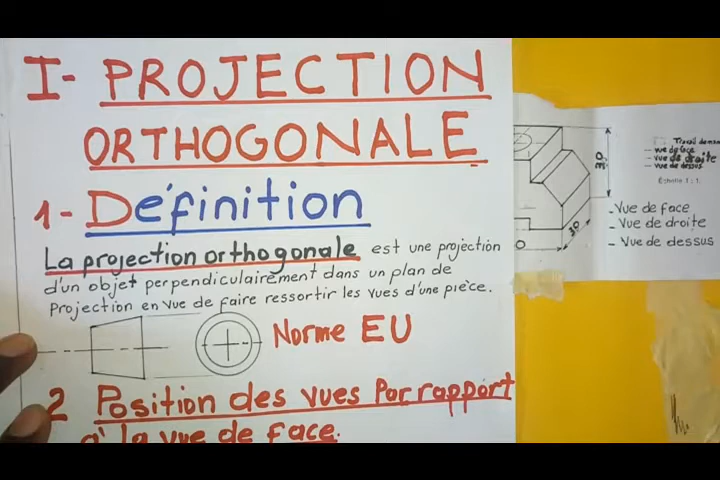 I- PROJECTION
ORTHOGONALE
1- Définition
La projection orthogonale est une projection
d'un objet perpendiculairement dans un plan de
Projection en vue de faire ressortir les vues d'une pièce.
Norme EU
2 Position des vues Par rapport
à la vue de face.
30
30
0
Travail
- vue de face
- vue de droite
- vue de dessus
Échelle 1:1
- Vue de face
- Vue de droite
- Vue de dessus